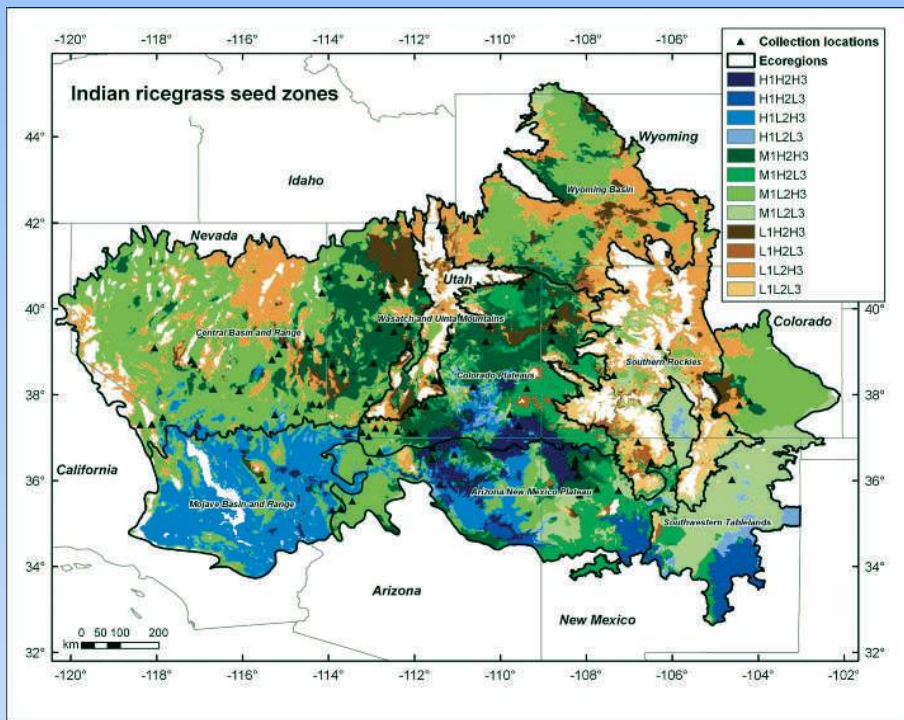 -120° -118° -116° -114° -112° -110° -108° -106° -104°
Indian ricegrass seed zones
Collection locations
Ecoregions
H1H2H3
H1H2L3
H1L2H3
H1L2L3
M1H2H3
M1H2L3
M1L2H3
M1L2L3
L1H2H3
L1H2L3
L1L2H3
L1L2L3
44°
42°
40°
38°
36°
34°
32°
Wyoming
Idaho
Wyoming Basin
Nevada
Utah
Wasatch and Uinta Mountains
Central Basin and Range
Colorado
Southern Rockies
Colorado Plateaus
California
Arizona New Mexico Plateau
Mojave Basin and Range
Southwestern Tablelands
Arizona
New Mexico
40°
38°
36°
34°
32°
0 50 100 200
km
-120° -118° -116° -114° -112° -110° -108° -106° -104° -102°